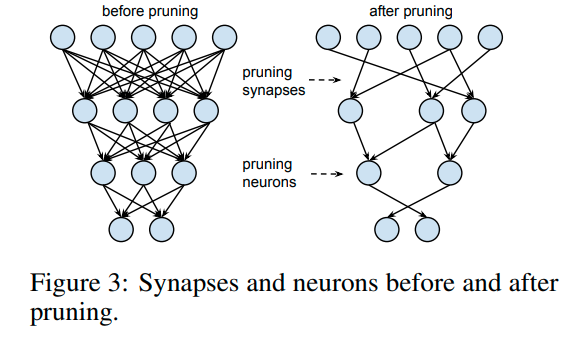 before pruning
after pruning
pruning
synapses
pruning
neurons
Figure 3: Synapses and neurons before and after
pruning.